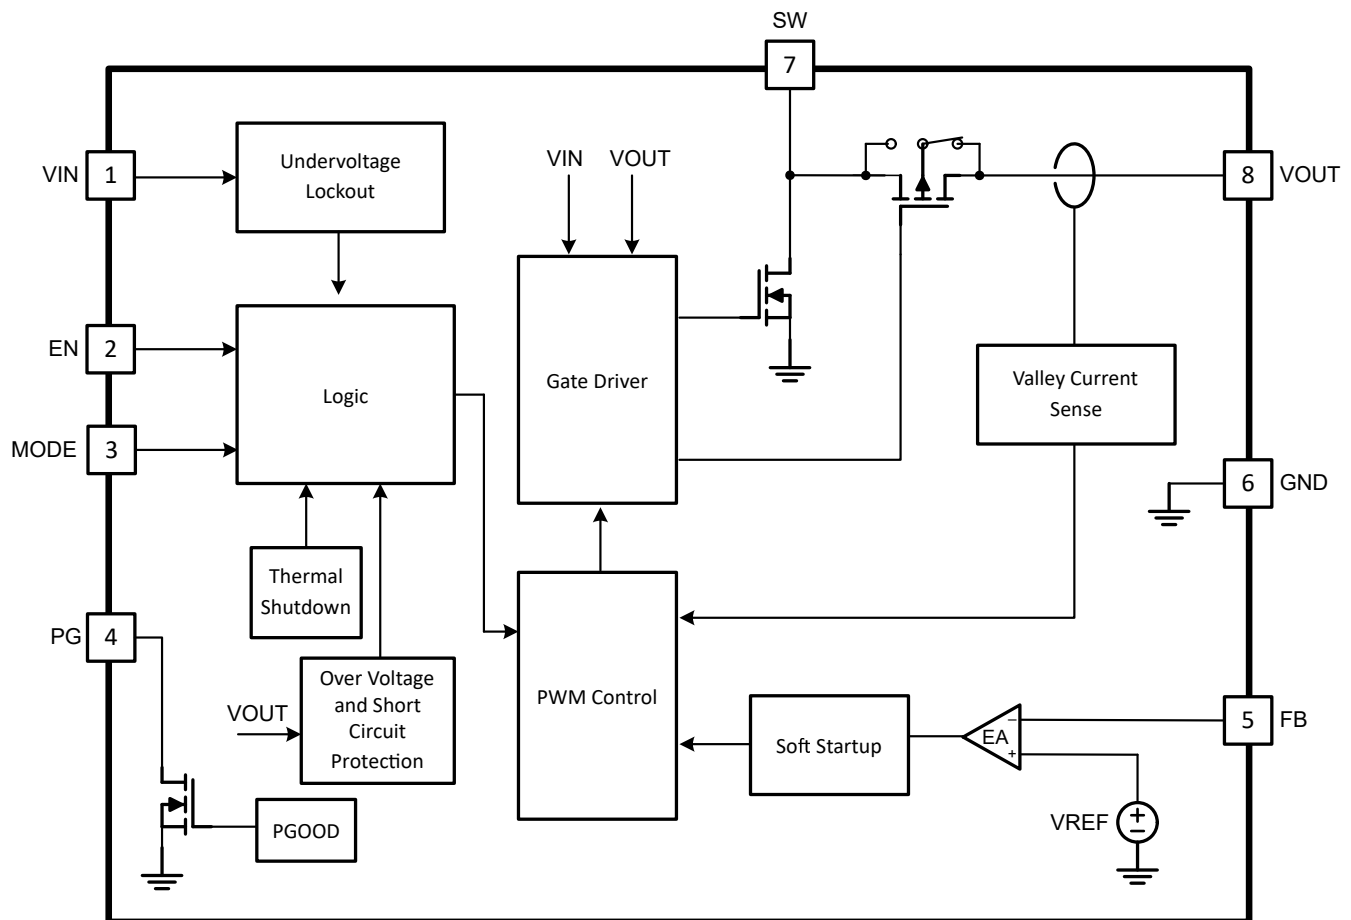 SW
7
VIN
1
Undervoltage
Lockout
VIN
VOUT
8
VOUT
EN
2
Logic
Gate Driver
Valley Current
Sense
MODE
3
6
GND
Thermal
Shutdown
PG
4
Over Voltage
and Short
Circuit
Protection
VOUT
PWM Control
Soft Startup
EA
–
+
5
FB
VREF
+
–
PGOOD